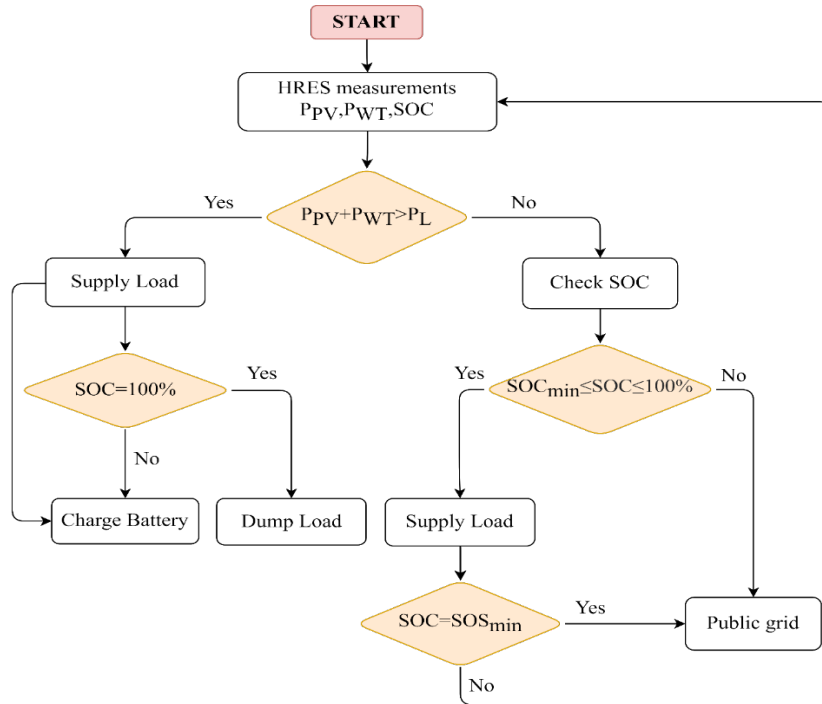 START
HRES measurements
PPV,PWT,SOC
Yes
PPV+PWT>PL
No
Supply Load
Check SOC
SOC=100%
Yes
Yes
SOCmin≤SOC≤100%
No
No
Charge Battery
Dump Load
Supply Load
SOC=SOSmin
Yes
Public grid
No